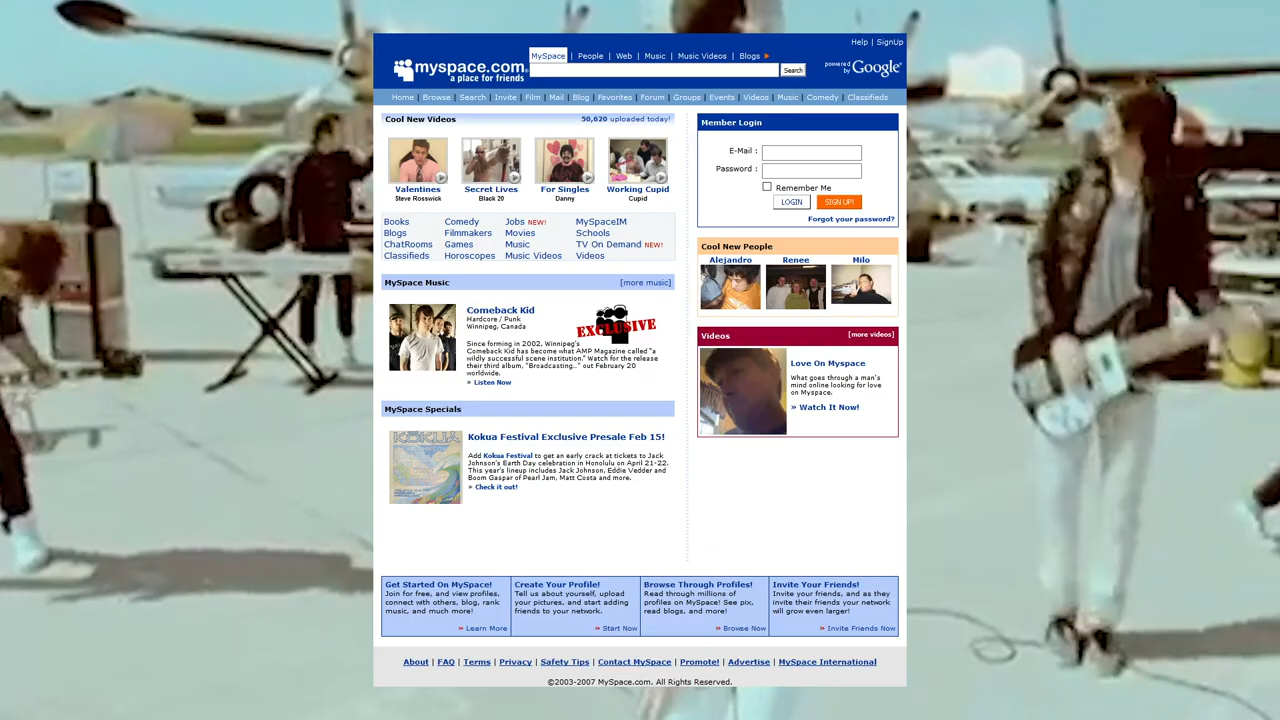 Help | SignUp
MySpace | People | Web | Music | Music Videos | Blogs
myspace.com
a place for friends
Search
powered by Google
Home | Browse | Search | Invite | Film | Mail | Blog | Favorites | Forum | Groups | Events | Videos | Music | Comedy | Classifieds
Cool New Videos
50,620 uploaded today!
Valentines
Steve Rosswick
Secret Lives
Black 20
For Singles
Danny
Working Cupid
Cupid
Books
Comedy
Jobs NEW!
MySpaceIM
Blogs
Filmmakers
Movies
Schools
ChatRooms
Games
Music
TV On Demand NEW!
Classifieds
Horoscopes
Music Videos
Videos
MySpace Music
[more music]
Comeback Kid
Hardcore / Punk
Winnipeg, Canada
EXCLUSIVE
Since forming in 2002, Winnipeg's
Comeback Kid has become what AMP Magazine called "a
wildly successful scene institution." Watch for the release
their third album, "Broadcasting..." out February 20
worldwide.
» Listen Now
MySpace Specials
KOKUA
Kokua Festival Exclusive Presale Feb 15!
Add Kokua Festival to get an early crack at tickets to Jack
Johnson's Earth Day celebration in Honolulu on April 21-22.
This year's lineup includes Jack Johnson, Eddie Vedder and
Boom Gaspar of Pearl Jam, Matt Costa and more.
» Check it out!
Member Login
E-Mail :
Password :
Remember Me
LOGIN
SIGN UP!
Forgot your password?
Cool New People
Alejandro
Renee
Milo
Videos
[more videos]
Love On Myspace
What goes through a man's
mind online looking for love
on Myspace.
» Watch It Now!
Get Started On MySpace!
Join for free, and view profiles,
connect with others, blog, rank
music, and much more!
» Learn More
Create Your Profile!
Tell us about yourself, upload
your pictures, and start adding
friends to your network.
» Start Now
Browse Through Profiles!
Read through millions of
profiles on MySpace! See pix,
read blogs, and more!
» Browse Now
Invite Your Friends!
Invite your friends, and as they
invite their friends your network
will grow even larger!
» Invite Friends Now
About | FAQ | Terms | Privacy | Safety Tips | Contact MySpace | Promote! | Advertise | MySpace International
©2003-2007 MySpace.com. All Rights Reserved.